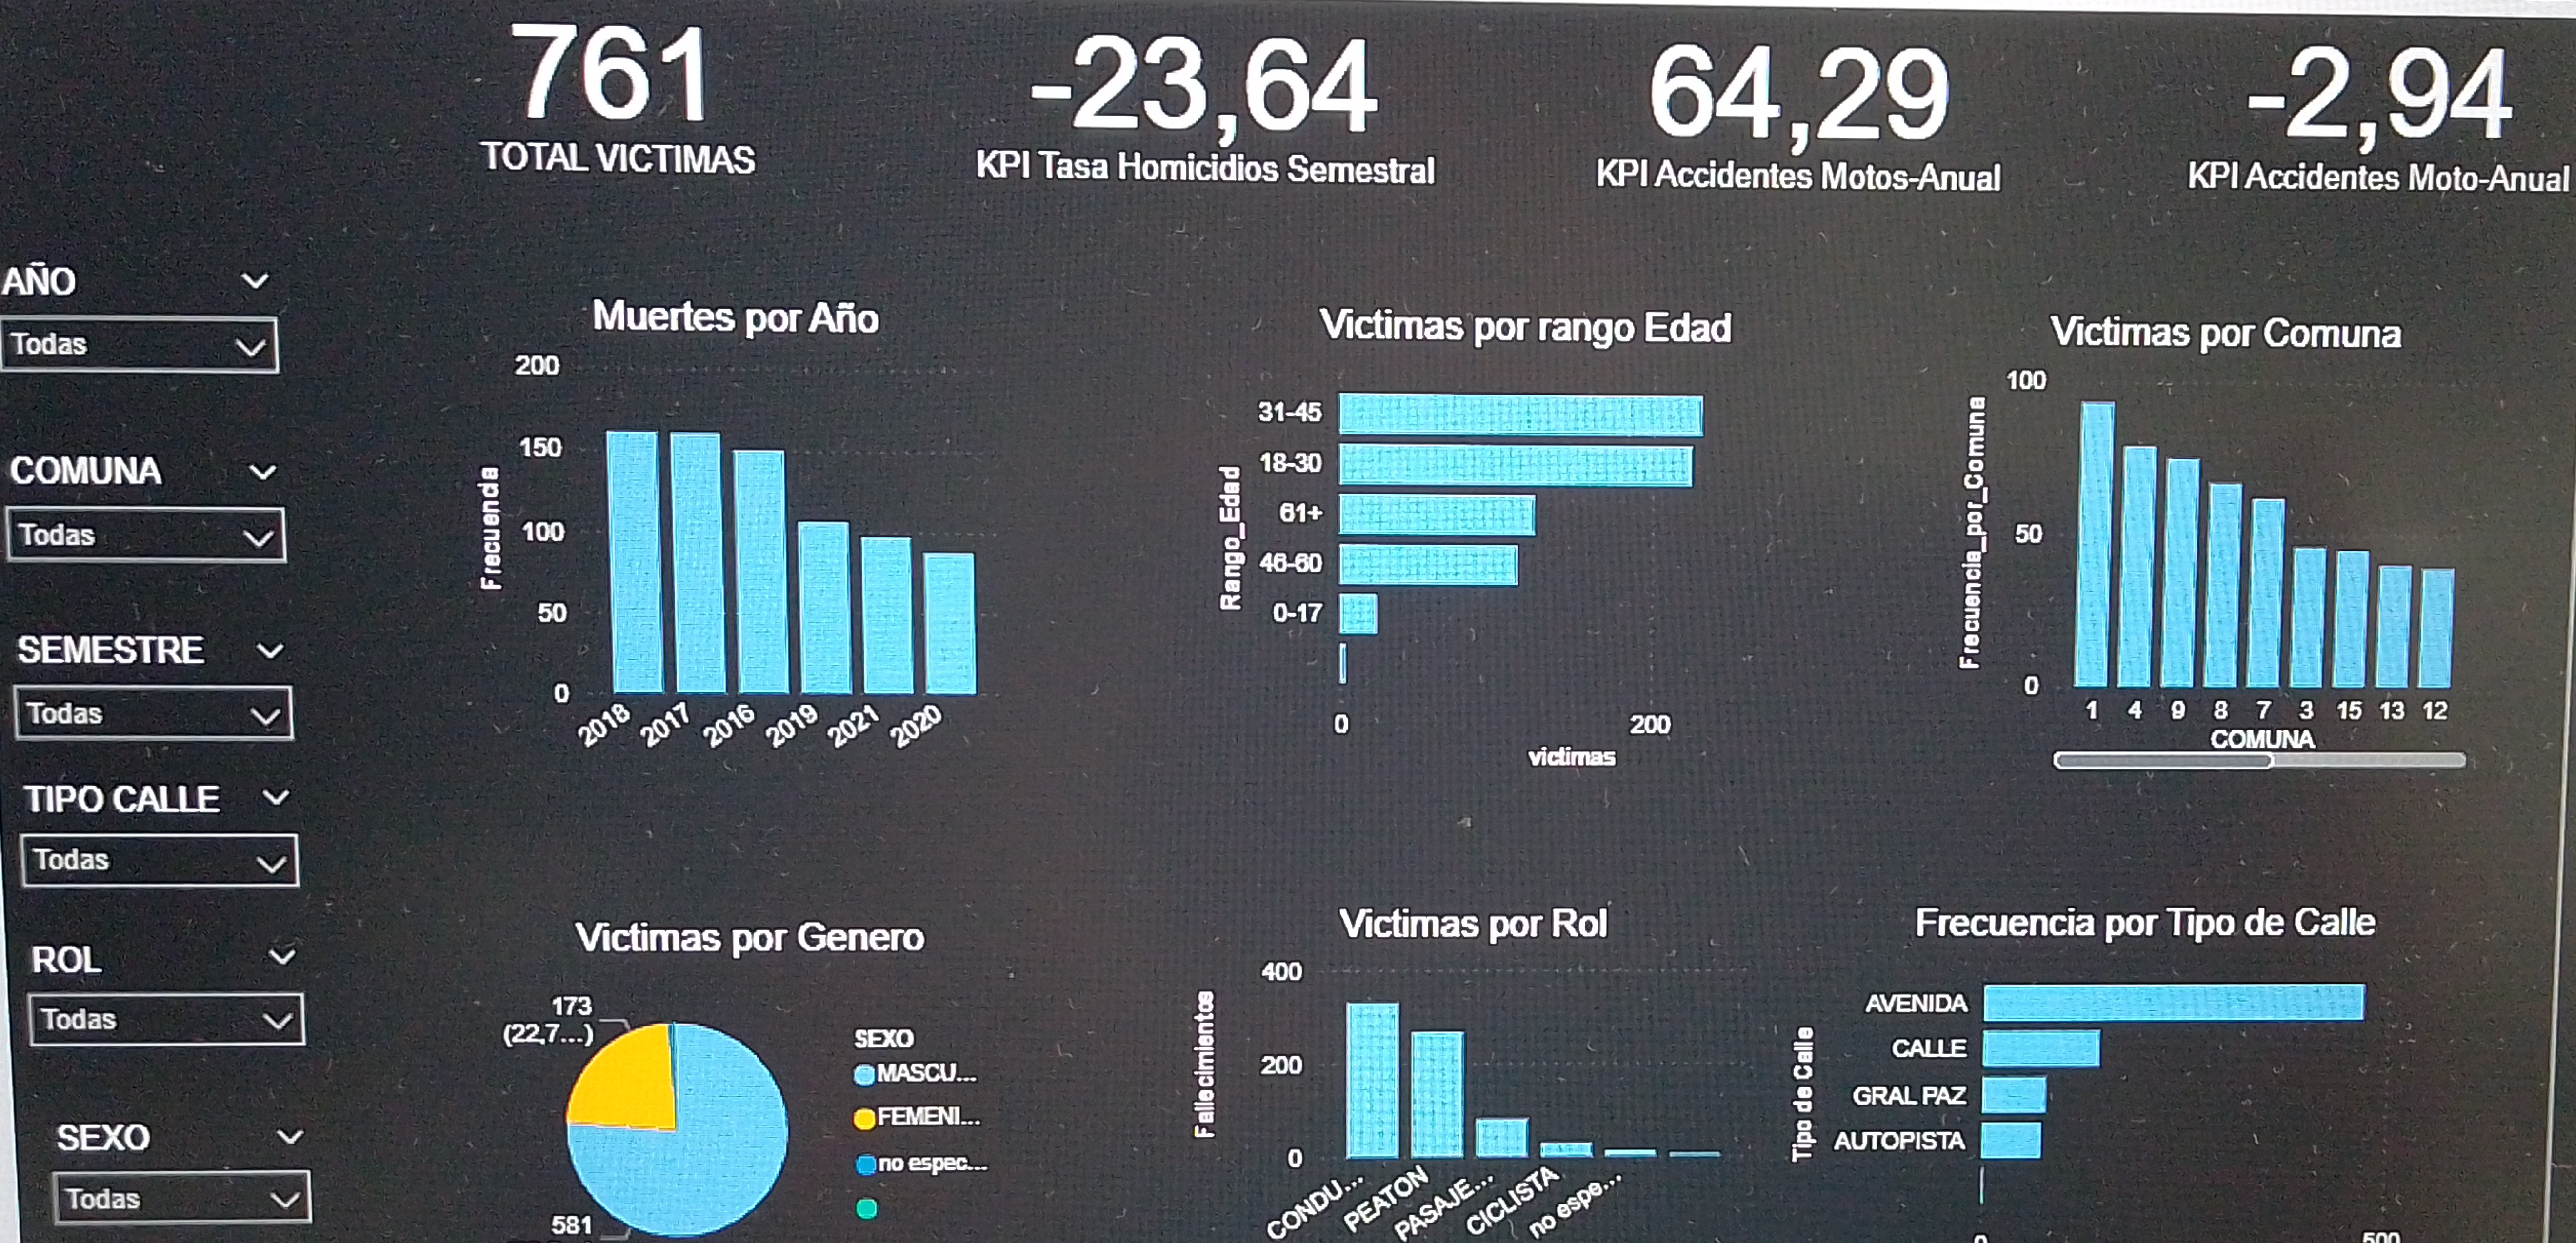 761
TOTAL VICTIMAS
-23,64
KPI Tasa Homicidios Semestral
64,29
KPI Accidentes Motos-Anual
-2,94
KPI Accidentes Moto-Anual
AÑO
Todas
COMUNA
Todas
SEMESTRE
Todas
TIPO CALLE
Todas
ROL
Todas
SEXO
Todas
Muertes por Año
Frecuencia
200
150
100
50
0
2018 2017 2016 2019 2021 2020
Victimas por rango Edad
Rango_Edad
31-45
18-30
61+
46-60
0-17
0 200
victimas
Victimas por Comuna
Frecuencia_por_Comuna
100
50
0
1 4 9 8 7 3 15 13 12
COMUNA
Victimas por Genero
173
(22,7...)
581
SEXO
MASCU...
FEMENI...
no espec...
Victimas por Rol
Fallecimientos
400
200
0
CONDU... PEATON PASAJE... CICLISTA no espe...
Frecuencia por Tipo de Calle
Tipo de Calle
AVENIDA
CALLE
GRAL PAZ
AUTOPISTA
0 500